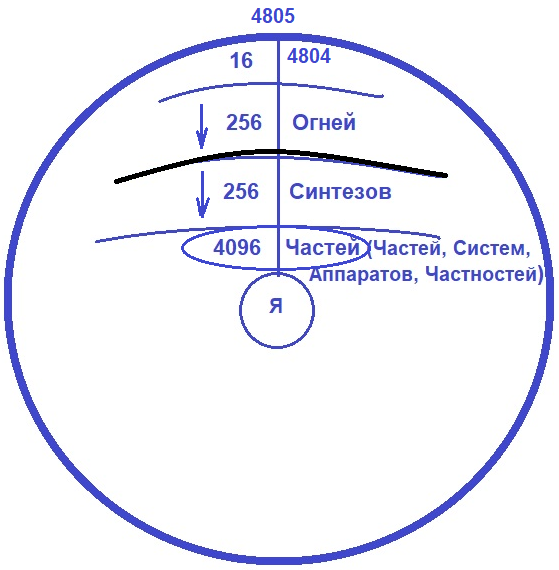 4805
16 4804
256 Огней
256 Синтезов
4096 Частей (Частей, Систем,
Аппаратов, Частностей)
Я